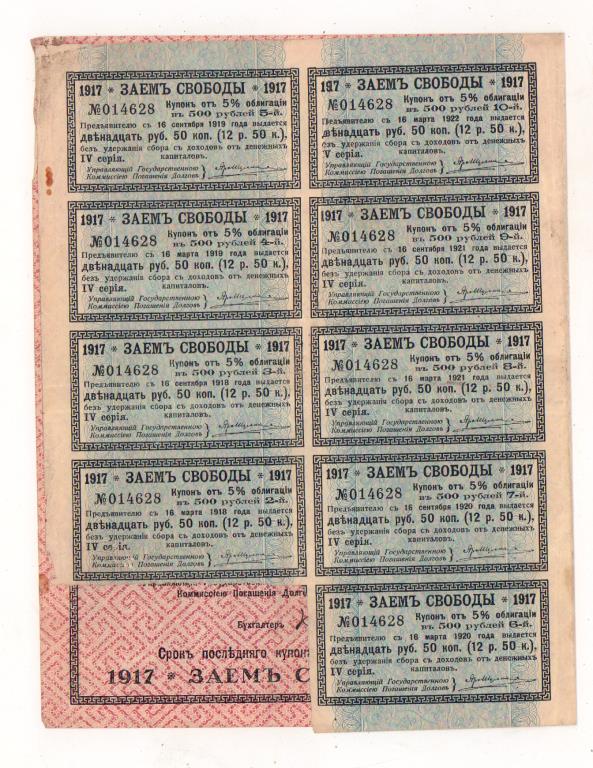 1917 * ЗАЕМЪ СВОБОДЫ * 1917
№014628 Купонъ отъ 5% облигаціи
въ 500 рублей 5-й.
Предъявителю съ 16 сентября 1919 года выдается
двѣнадцать руб. 50 коп. (12 р. 50 к.),
безъ удержанія сбора съ доходовъ отъ денежныхъ
IV серія. капиталовъ.
Управляющій Государственною
Коммиссіею Погашенія Долговъ
1917 * ЗАЕМЪ СВОБОДЫ * 1917
№014628 Купонъ отъ 5% облигаціи
въ 500 рублей 4-й.
Предъявителю съ 16 марта 1919 года выдается
двѣнадцать руб. 50 коп. (12 р. 50 к.),
безъ удержанія сбора съ доходовъ отъ денежныхъ
IV серія. капиталовъ.
Управляющій Государственною
Коммиссіею Погашенія Долговъ
1917 * ЗАЕМЪ СВОБОДЫ * 1917
№014628 Купонъ отъ 5% облигаціи
въ 500 рублей 3-й.
Предъявителю съ 16 сентября 1918 года выдается
двѣнадцать руб. 50 коп. (12 р. 50 к.),
безъ удержанія сбора съ доходовъ отъ денежныхъ
IV серія. капиталовъ.
Управляющій Государственною
Коммиссіею Погашенія Долговъ
1917 * ЗАЕМЪ СВОБОДЫ * 1917
№014628 Купонъ отъ 5% облигаціи
въ 500 рублей 2-й.
Предъявителю съ 16 марта 1918 года выдается
двѣнадцать руб. 50 коп. (12 р. 50 к.),
безъ удержанія сбора съ доходовъ отъ денежныхъ
IV серія. капиталовъ.
Управляющій Государственною
Коммиссіею Погашенія Долговъ
Коммиссіею Погашенія Долг
Бухгалтеръ
Срокъ послѣдняго купон
1917 * ЗАЕМЪ С
1917 * ЗАЕМЪ СВОБОДЫ * 1917
№014628 Купонъ отъ 5% облигаціи
въ 500 рублей 10-й.
Предъявителю съ 16 марта 1922 года выдается
двѣнадцать руб. 50 коп. (12 р. 50 к.),
безъ удержанія сбора съ доходовъ отъ денежныхъ
V серія. капиталовъ.
Управляющій Государственною
Коммиссіею Погашенія Долговъ
1917 * ЗАЕМЪ СВОБОДЫ * 1917
№014628 Купонъ отъ 5% облигаціи
въ 500 рублей 9-й.
Предъявителю съ 16 сентября 1921 года выдается
двѣнадцать руб. 50 коп. (12 р. 50 к.),
безъ удержанія сбора съ доходовъ отъ денежныхъ
V серія. капиталовъ.
Управляющій Государственною
Коммиссіею Погашенія Долговъ
1917 * ЗАЕМЪ СВОБОДЫ * 1917
№014628 Купонъ отъ 5% облигаціи
въ 500 рублей 8-й.
Предъявителю съ 16 марта 1921 года выдается
двѣнадцать руб. 50 коп. (12 р. 50 к.),
безъ удержанія сбора съ доходовъ отъ денежныхъ
IV серія. капиталовъ.
Управляющій Государственною
Коммиссіею Погашенія Долговъ
1917 * ЗАЕМЪ СВОБОДЫ * 1917
№014628 Купонъ отъ 5% облигаціи
въ 500 рублей 7-й.
Предъявителю съ 16 сентября 1920 года выдается
двѣнадцать руб. 50 коп. (12 р. 50 к.),
безъ удержанія сбора съ доходовъ отъ денежныхъ
IV серія. капиталовъ.
Управляющій Государственною
Коммиссіею Погашенія Долговъ
1917 * ЗАЕМЪ СВОБОДЫ * 1917
№014628 Купонъ отъ 5% облигаціи
въ 500 рублей 6-й.
Предъявителю съ 16 марта 1920 года выдается
двѣнадцать руб. 50 коп. (12 р. 50 к.),
безъ удержанія сбора съ доходовъ отъ денежныхъ
IV серія. капиталовъ.
Управляющій Государственною
Коммиссіею Погашенія Долговъ